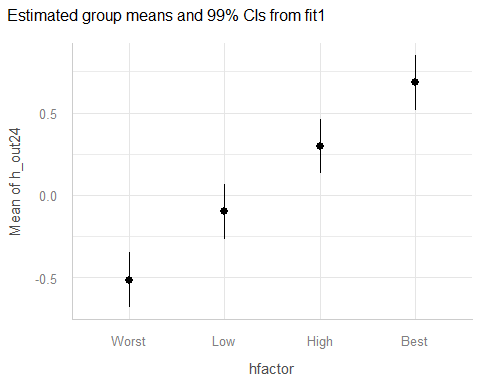 Estimated group means and 99% CIs from fit1
Mean of h_out24
0.5
0.0
-0.5
Worst Low High Best
hfactor